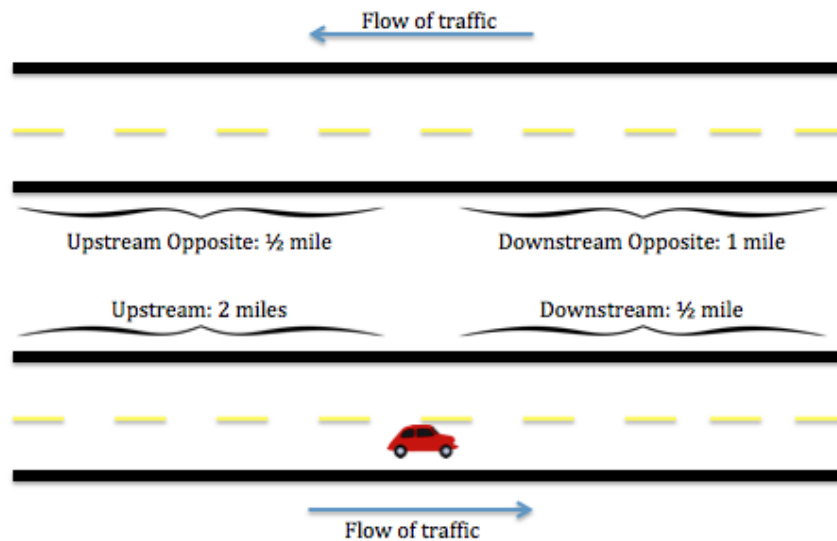 Flow of traffic
Upstream Opposite: ½ mile
Downstream Opposite: 1 mile
Upstream: 2 miles
Downstream: ½ mile
Flow of traffic